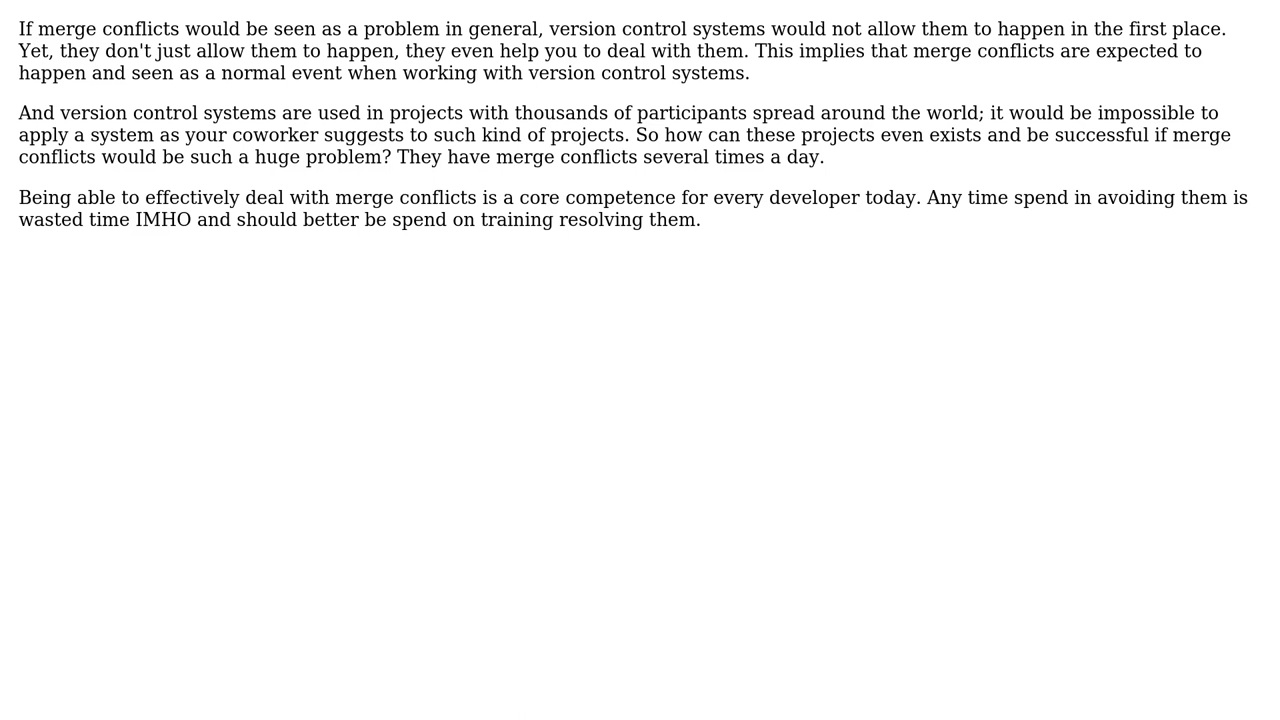 If merge conflicts would be seen as a problem in general, version control systems would not allow them to happen in the first place.
Yet, they don't just allow them to happen, they even help you to deal with them. This implies that merge conflicts are expected to
happen and seen as a normal event when working with version control systems.
And version control systems are used in projects with thousands of participants spread around the world; it would be impossible to
apply a system as your coworker suggests to such kind of projects. So how can these projects even exists and be successful if merge
conflicts would be such a huge problem? They have merge conflicts several times a day.
Being able to effectively deal with merge conflicts is a core competence for every developer today. Any time spend in avoiding them is
wasted time IMHO and should better be spend on training resolving them.